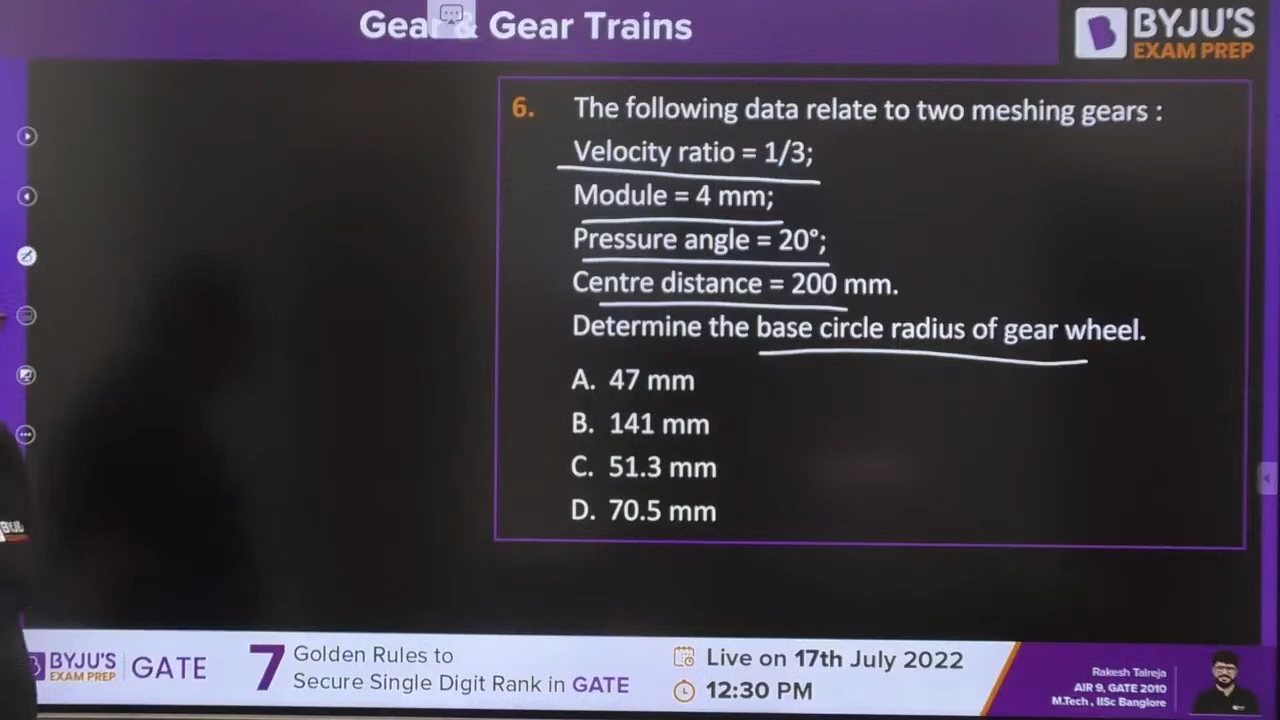 Gear & Gear Trains
BYJU'S
EXAM PREP
6. The following data relate to two meshing gears :
Velocity ratio = 1/3;
Module = 4 mm;
Pressure angle = 20°;
Centre distance = 200 mm.
Determine the base circle radius of gear wheel.
A. 47 mm
B. 141 mm
C. 51.3 mm
D. 70.5 mm
BYJU'S
EXAM PREP
GATE
7 Golden Rules to
Secure Single Digit Rank in GATE
Live on 17th July 2022
12:30 PM
Rakesh Talreja
AIR 9, GATE 2010
M.Tech, IISc Banglore